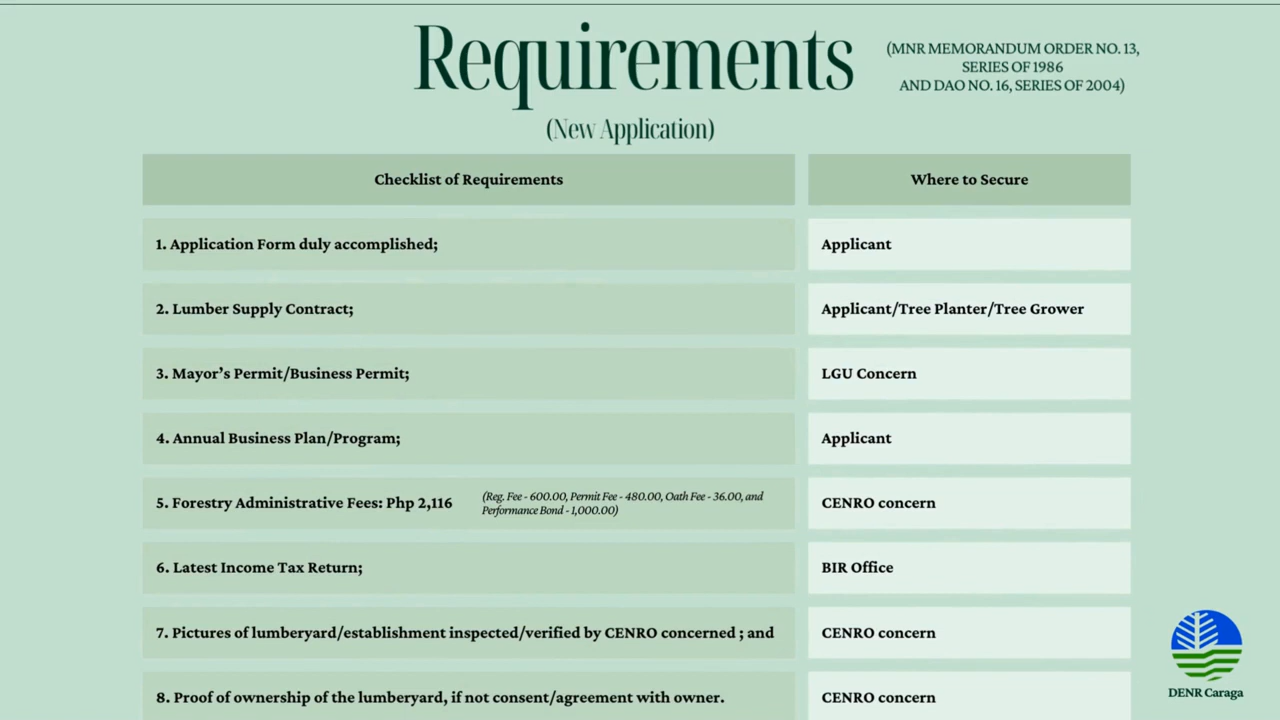 Requirements
(MNR MEMORANDUM ORDER NO. 13,
SERIES OF 1986
AND DAO NO. 16, SERIES OF 2004)
(New Application)
Checklist of Requirements
Where to Secure
1. Application Form duly accomplished;
Applicant
2. Lumber Supply Contract;
Applicant/Tree Planter/Tree Grower
3. Mayor’s Permit/Business Permit;
LGU Concern
4. Annual Business Plan/Program;
Applicant
5. Forestry Administrative Fees: Php 2,116
(Reg. Fee - 600.00, Permit Fee - 480.00, Oath Fee - 36.00, and
Performance Bond - 1,000.00)
CENRO concern
6. Latest Income Tax Return;
BIR Office
7. Pictures of lumberyard/establishment inspected/verified by CENRO concerned ; and
CENRO concern
8. Proof of ownership of the lumberyard, if not consent/agreement with owner.
CENRO concern
DENR Caraga